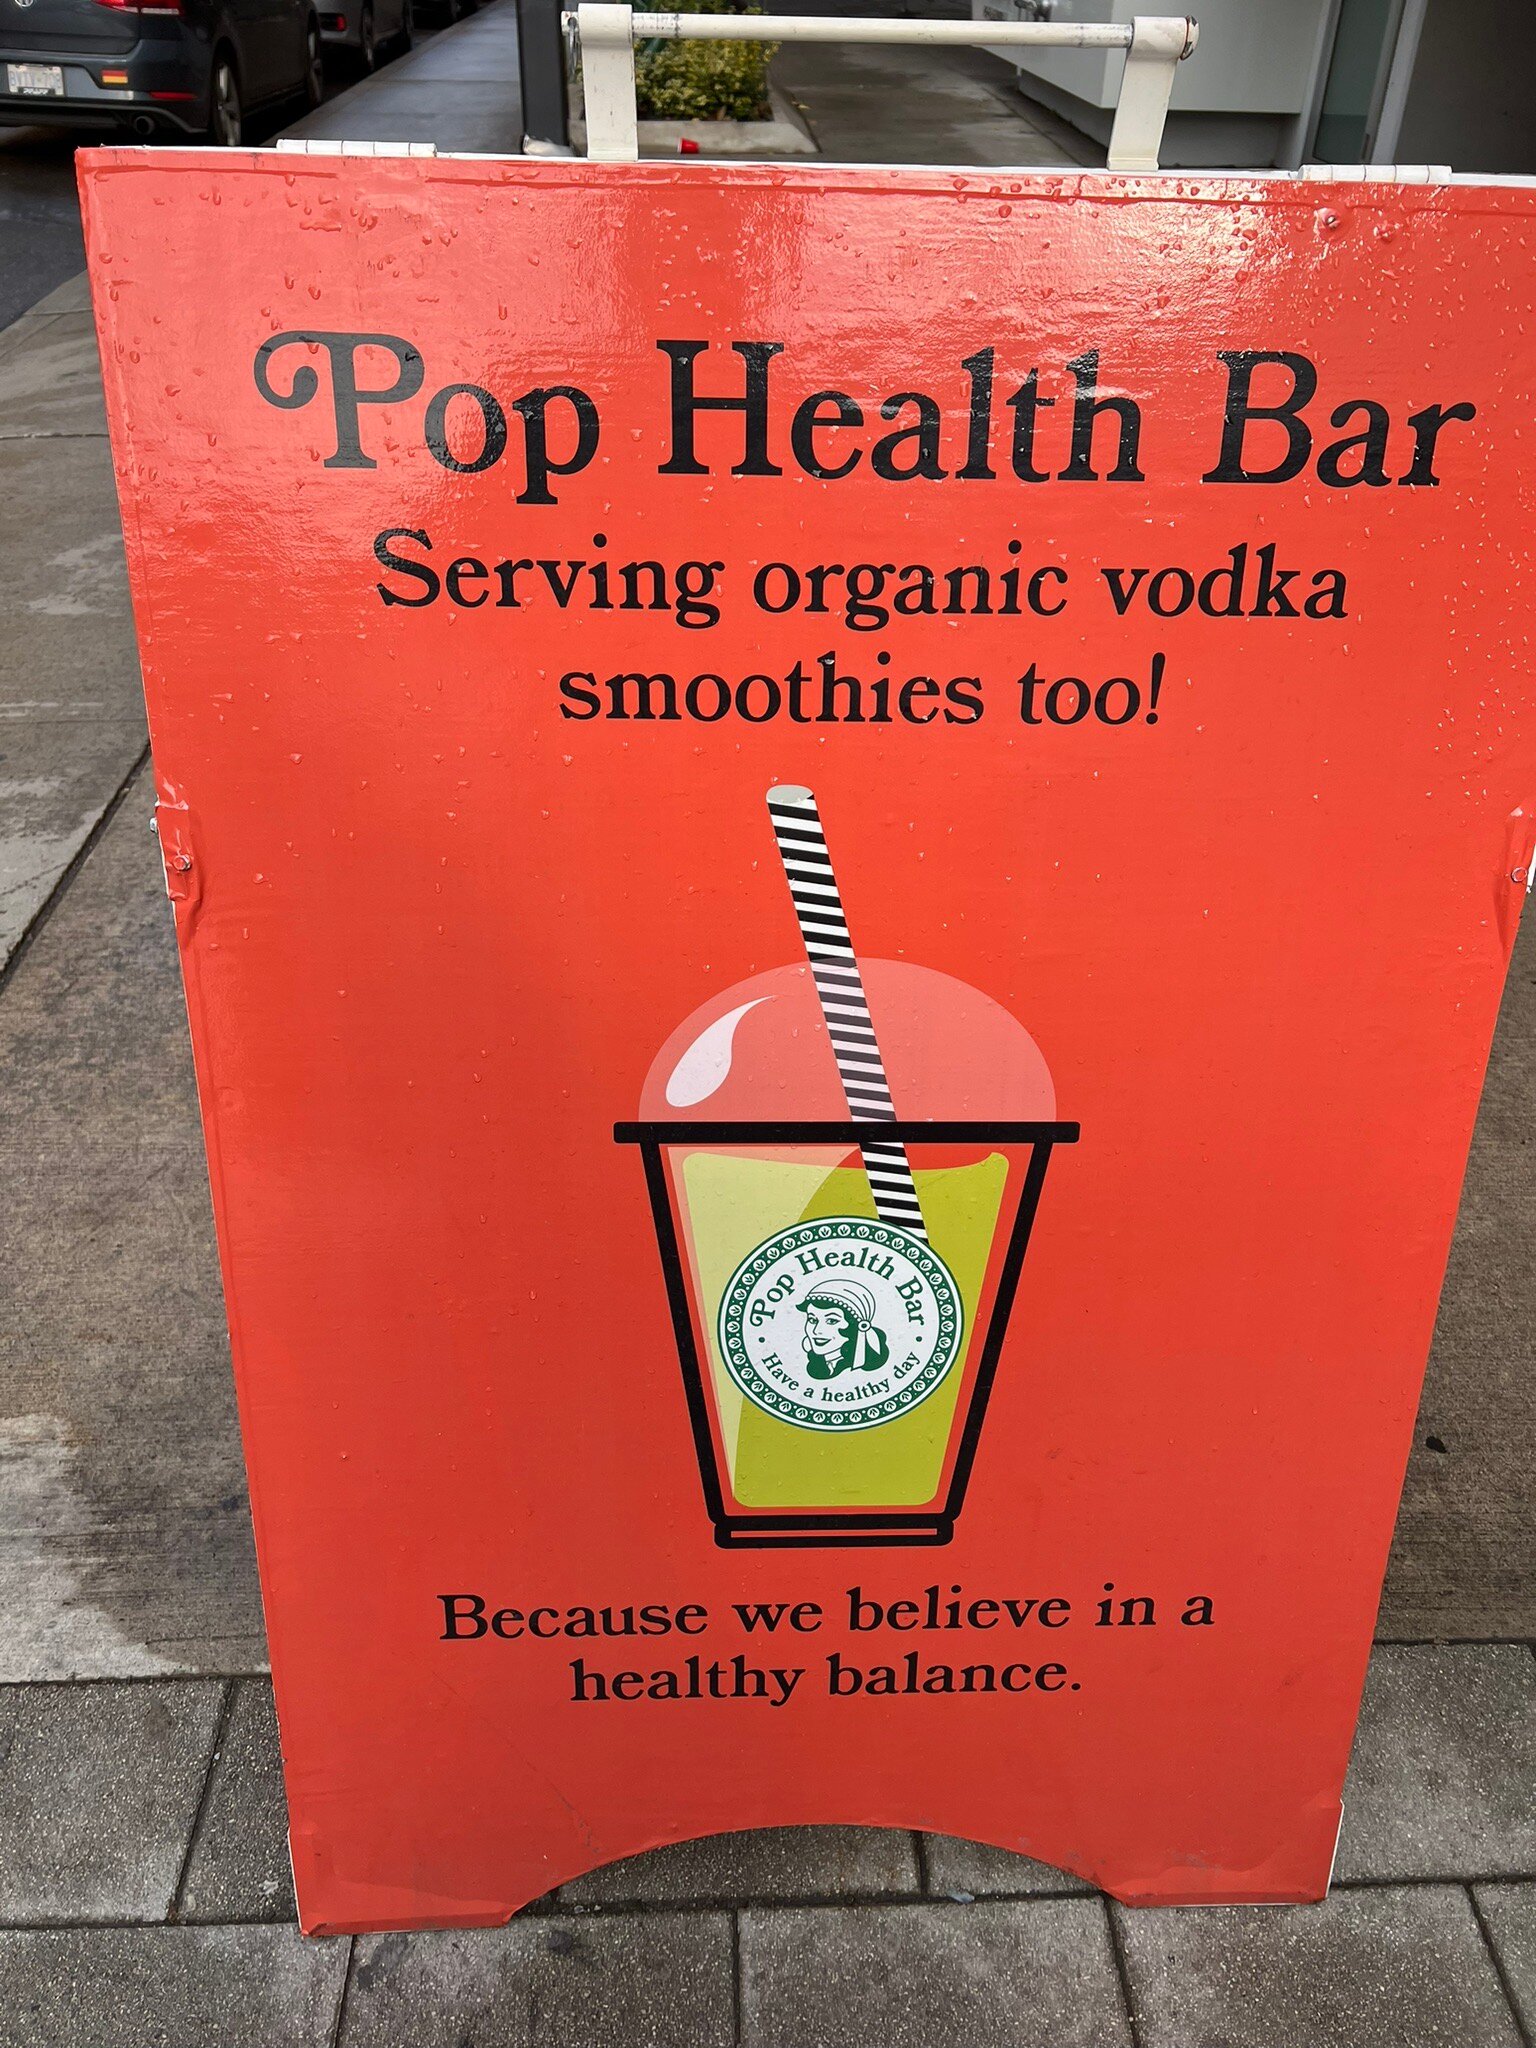 Pop Health Bar
Serving organic vodka
smoothies too!
Pop Health Bar
Have a healthy day
Because we believe in a
healthy balance.